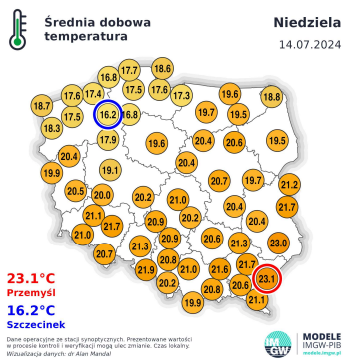 Średnia dobowa
temperatura
Niedziela
14.07.2024
16.8 17.7 18.6
17.6 17.4 17.5 17.6 17.3 19.6 18.8
18.7 17.5 16.2 16.8 19.7 19.5
18.3 17.9 19.6 20.4 20.6 19.5
20.4 20.4
19.9 19.1 20.7 19.7 21.2
20.5 20.0 20.2 21.0
21.1 20.9 20.2 20.4 20.4 21.7
21.0 21.7 20.9 20.6 21.3 23.0
20.7 21.3 20.8 21.7
21.9 21.0 21.6 23.1
20.2 20.8 20.6
19.9 21.1
23.1°C
Przemyśl
16.2°C
Szczecinek
Dane operacyjne ze stacji synoptycznych. Prezentowane wartości
w procesie kontroli i weryfikacji mogą ulec zmianie. Czas lokalny.
Wizualizacja danych: dr Alan Mandal
IM
GW
MODELE
IMGW-PIB
modele.imgw.pl